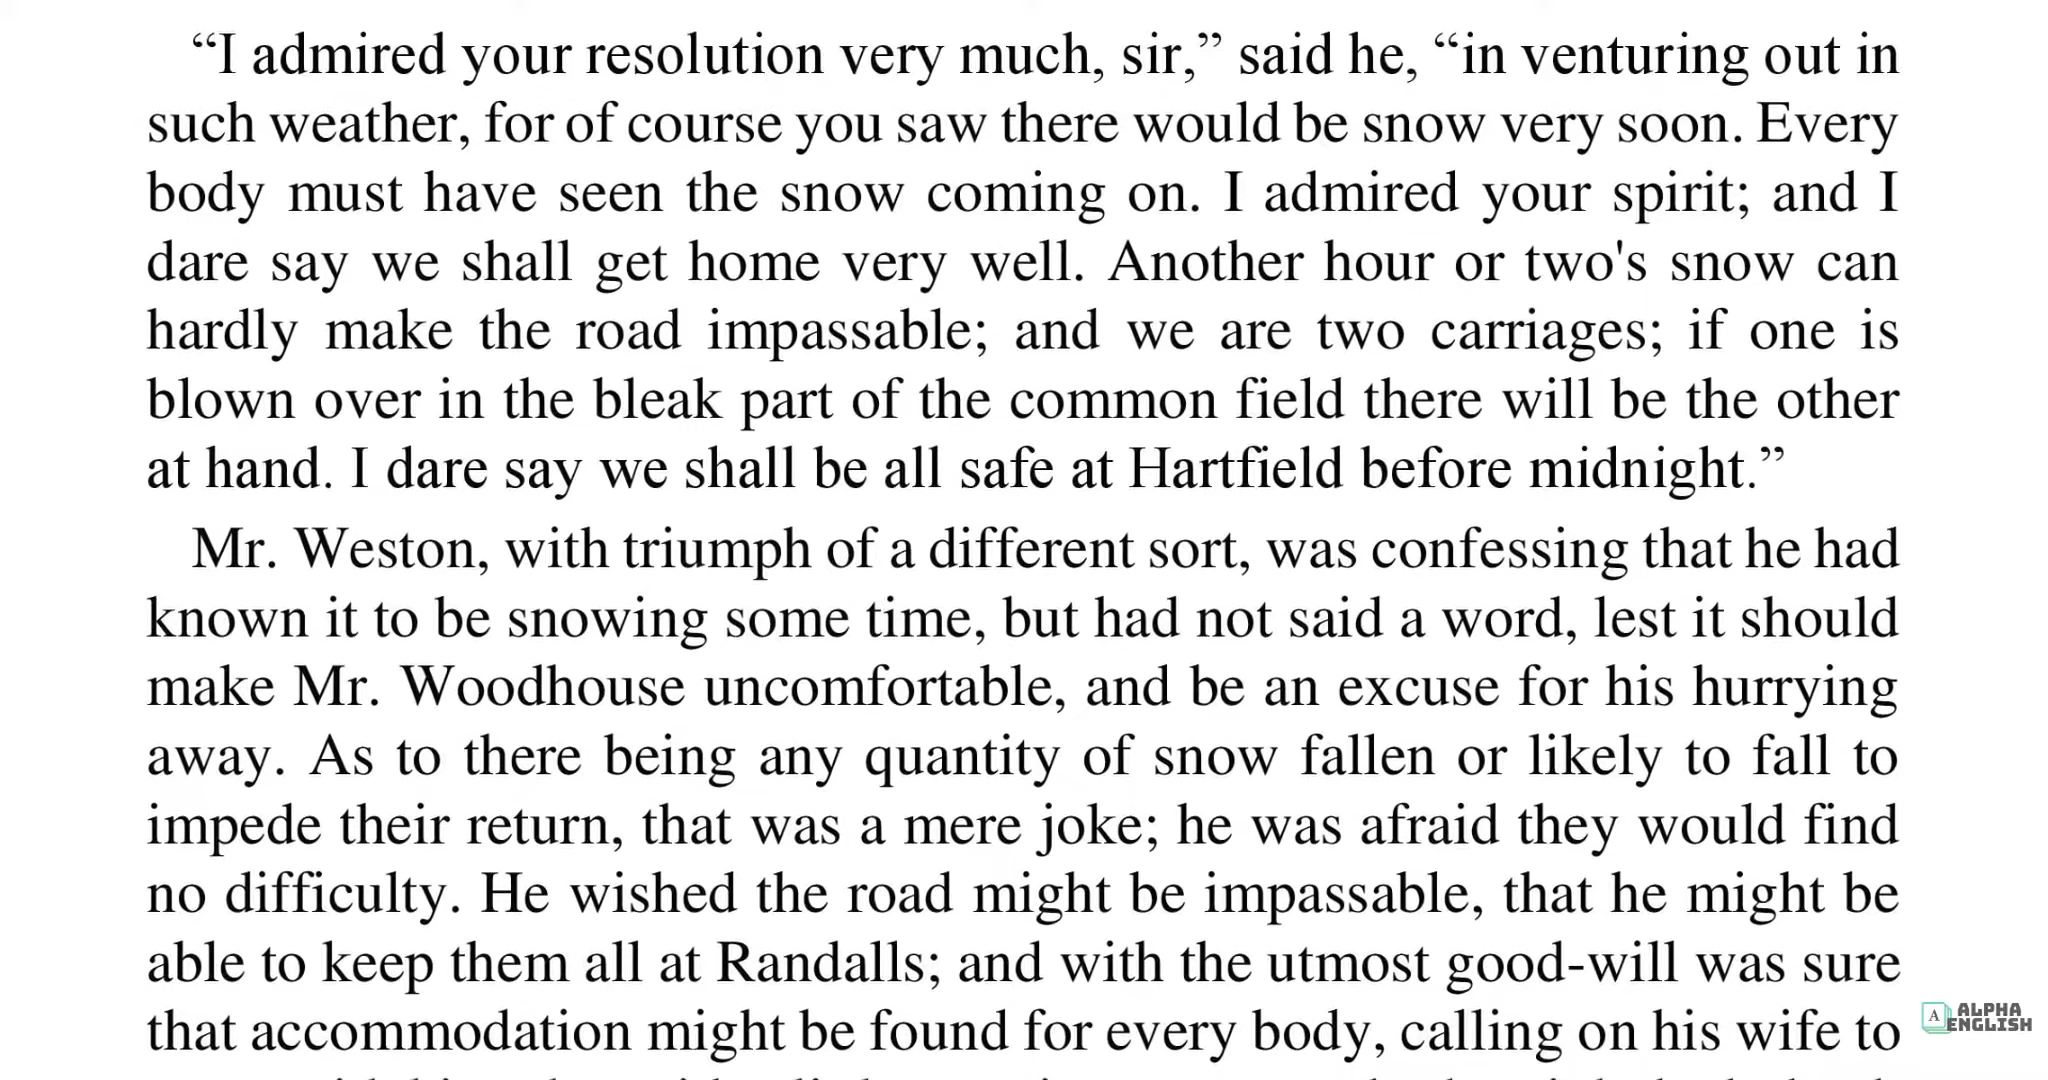 “I admired your resolution very much, sir,” said he, “in venturing out in
such weather, for of course you saw there would be snow very soon. Every
body must have seen the snow coming on. I admired your spirit; and I
dare say we shall get home very well. Another hour or two's snow can
hardly make the road impassable; and we are two carriages; if one is
blown over in the bleak part of the common field there will be the other
at hand. I dare say we shall be all safe at Hartfield before midnight.”
Mr. Weston, with triumph of a different sort, was confessing that he had
known it to be snowing some time, but had not said a word, lest it should
make Mr. Woodhouse uncomfortable, and be an excuse for his hurrying
away. As to there being any quantity of snow fallen or likely to fall to
impede their return, that was a mere joke; he was afraid they would find
no difficulty. He wished the road might be impassable, that he might be
able to keep them all at Randalls; and with the utmost good-will was sure
that accommodation might be found for every body, calling on his wife to
A ALPHA
ENGLISH